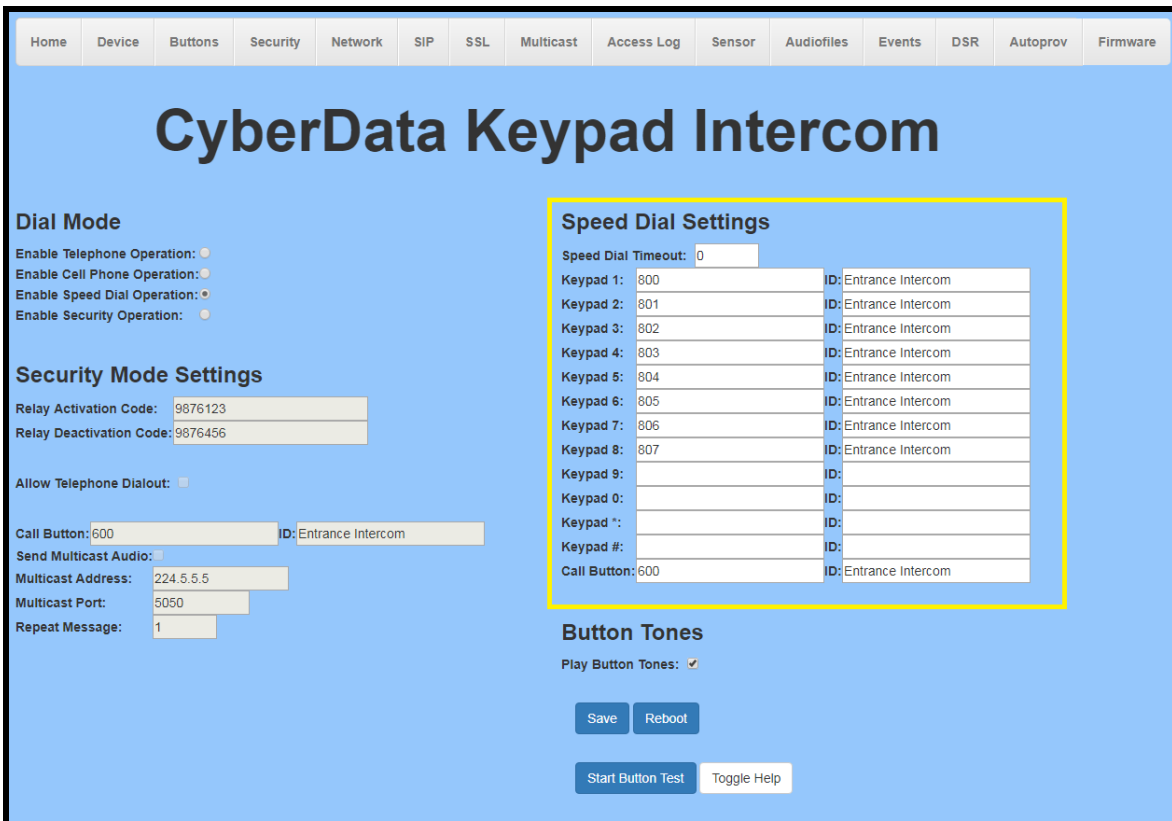 Home Device Buttons Security Network SIP SSL Multicast Access Log Sensor Audiofiles Events DSR Autoprov Firmware
CyberData Keypad Intercom
Dial Mode
Enable Telephone Operation:
Enable Cell Phone Operation:
Enable Speed Dial Operation:
Enable Security Operation:
Security Mode Settings
Relay Activation Code: 9876123
Relay Deactivation Code: 9876456
Allow Telephone Dialout:
Call Button: 600 ID: Entrance Intercom
Send Multicast Audio:
Multicast Address: 224.5.5.5
Multicast Port: 5050
Repeat Message: 1
Speed Dial Settings
Speed Dial Timeout: 0
Keypad 1: 800 ID: Entrance Intercom
Keypad 2: 801 ID: Entrance Intercom
Keypad 3: 802 ID: Entrance Intercom
Keypad 4: 803 ID: Entrance Intercom
Keypad 5: 804 ID: Entrance Intercom
Keypad 6: 805 ID: Entrance Intercom
Keypad 7: 806 ID: Entrance Intercom
Keypad 8: 807 ID: Entrance Intercom
Keypad 9: ID:
Keypad 0: ID:
Keypad *: ID:
Keypad #: ID:
Call Button: 600 ID: Entrance Intercom
Button Tones
Play Button Tones:
Save Reboot
Start Button Test Toggle Help